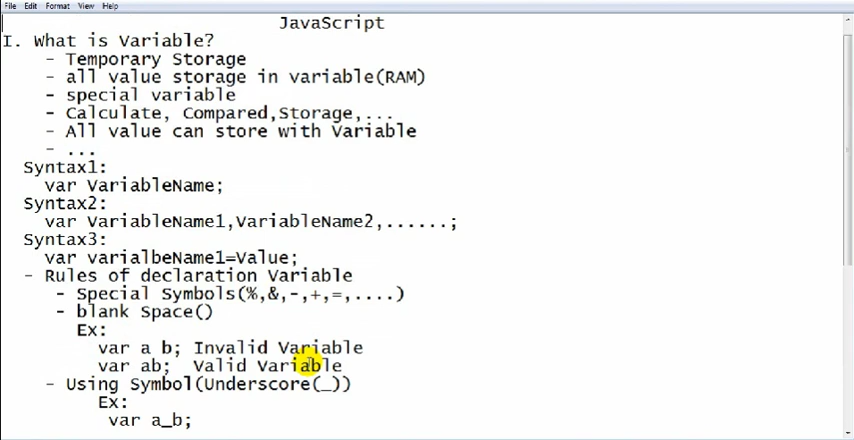 File Edit Format View Help
JavaScript
I. What is Variable?
- Temporary Storage
- all value storage in variable(RAM)
- special variable
- Calculate, Compared,Storage,...
- All value can store with Variable
- ...
Syntax1:
var VariableName;
Syntax2:
var VariableName1,VariableName2,......;
Syntax3:
var varialbeName1=Value;
- Rules of declaration Variable
- Special Symbols(%,&,-,+,=,....)
- blank Space()
Ex:
var a b; Invalid Variable
var ab; Valid Variable
- Using Symbol(Underscore(_))
Ex:
var a_b;